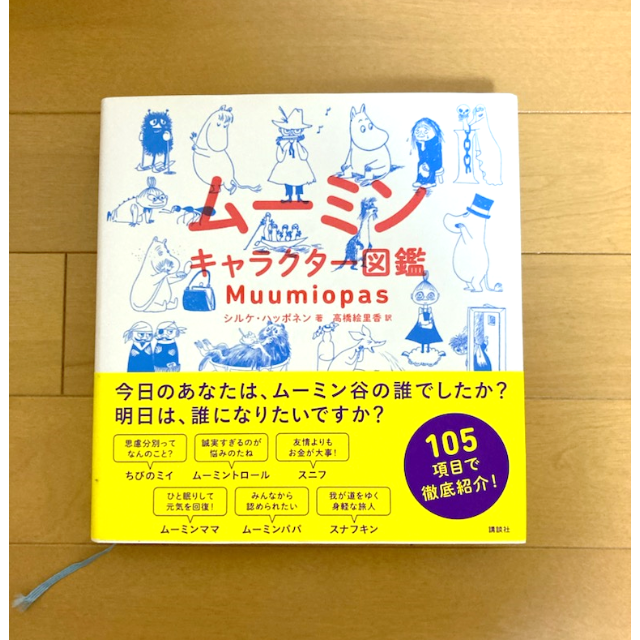 ムーミン
キャラクター図鑑
Muumiopas
シルケ・ハッポネン 著 高橋絵里香 訳
今日のあなたは、ムーミン谷の誰でしたか?
明日は、誰になりたいですか?
思慮分別って
なんのこと?
ちびのミイ
誠実すぎるのが
悩みのたね
ムーミントロール
友情よりも
お金が大事!
スニフ
ひと眠りして
元気を回復!
ムーミンママ
みんなから
認められたい
ムーミンパパ
我が道をゆく
身軽な旅人
スナフキン
105
項目で
徹底紹介!
講談社